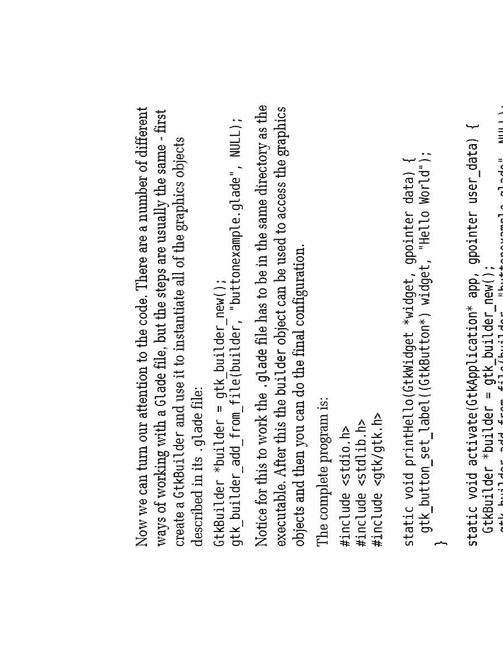 Now we can turn our attention to the code. There are a number of different
ways of working with a Glade file, but the steps are usually the same - first
create a GtkBuilder and use it to instantiate all of the graphics objects
described in its .glade file:
GtkBuilder *builder = gtk_builder_new();
gtk_builder_add_from_file(builder, "buttonexample.glade", NULL);
Notice for this to work the .glade file has to be in the same directory as the
executable. After this the builder object can be used to access the graphics
objects and then you can do the final configuration.
The complete program is:
#include <stdio.h>
#include <stdlib.h>
#include <gtk/gtk.h>
static void printHello(GtkWidget *widget, gpointer data) {
gtk_button_set_label((GtkButton*) widget, "Hello World");
}
static void activate(GtkApplication* app, gpointer user_data) {
GtkBuilder *builder = gtk_builder_new();
gtk_builder_add_from_file(builder, "buttonexample.glade", NULL);